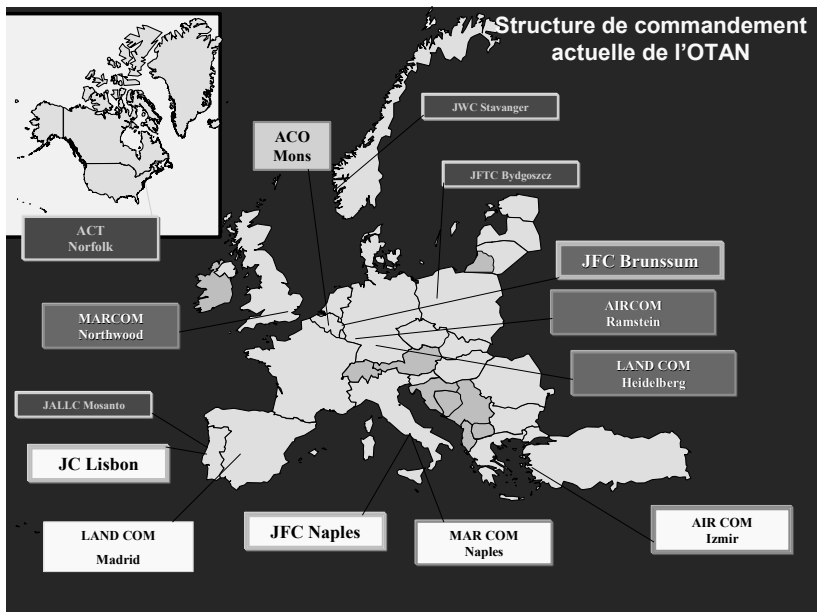 Structure de commandement
actuelle de l'OTAN
JWC Stavanger
ACO
Mons
JFTC Bydgoszcz
ACT
Norfolk
JFC Brunssum
MARCOM
Northwood
AIRCOM
Ramstein
LAND COM
Heidelberg
JALLC Mosanto
JC Lisbon
LAND COM
Madrid
JFC Naples
MAR COM
Naples
AIR COM
Izmir